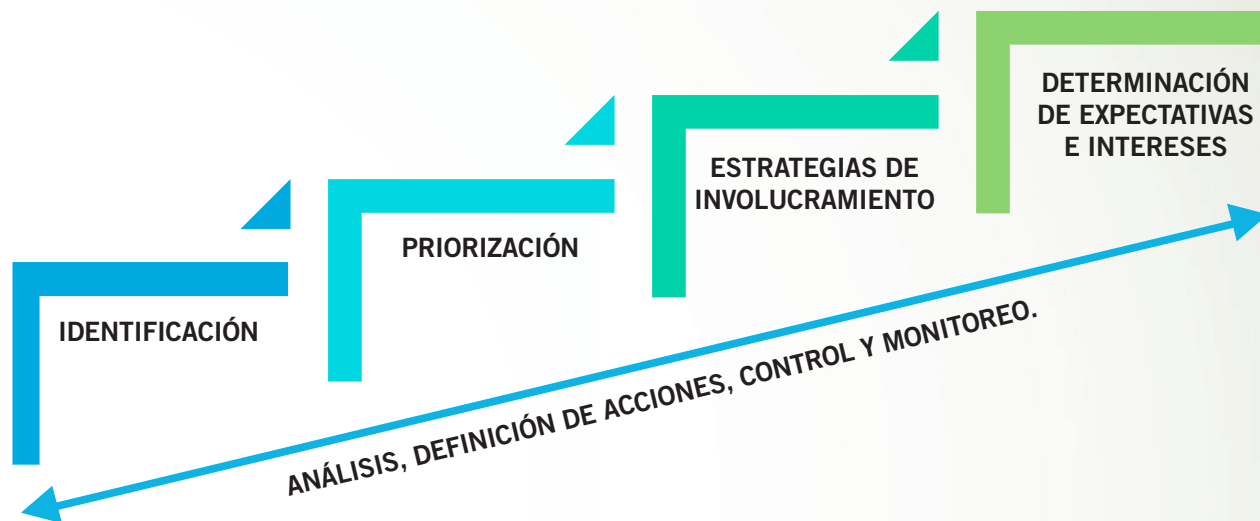 IDENTIFICACIÓN
PRIORIZACIÓN
ESTRATEGIAS DE
INVOLUCRAMIENTO
DETERMINACIÓN
DE EXPECTATIVAS
E INTERESES
ANÁLISIS, DEFINICIÓN DE ACCIONES, CONTROL Y MONITOREO.